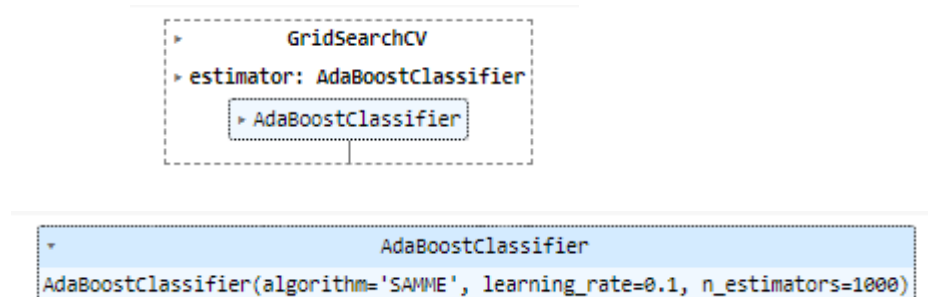 GridSearchCV
estimator: AdaBoostClassifier
AdaBoostClassifier
AdaBoostClassifier
AdaBoostClassifier(algorithm='SAMME', learning_rate=0.1, n_estimators=1000)